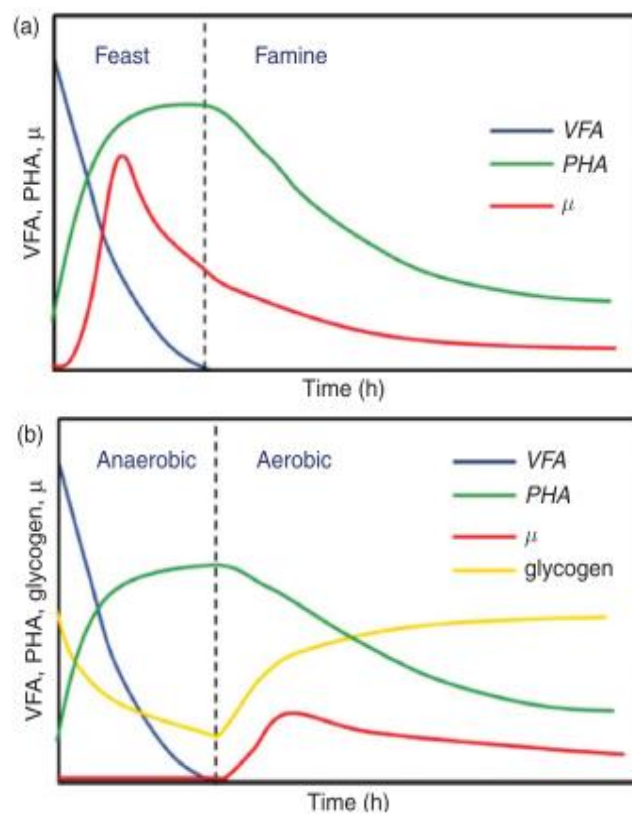 (a)
Feast
Famine
VFA, PHA, μ
VFA
PHA
μ
Time (h)
(b)
Anaerobic
Aerobic
VFA, PHA, glycogen, μ
VFA
PHA
μ
glycogen
Time (h)